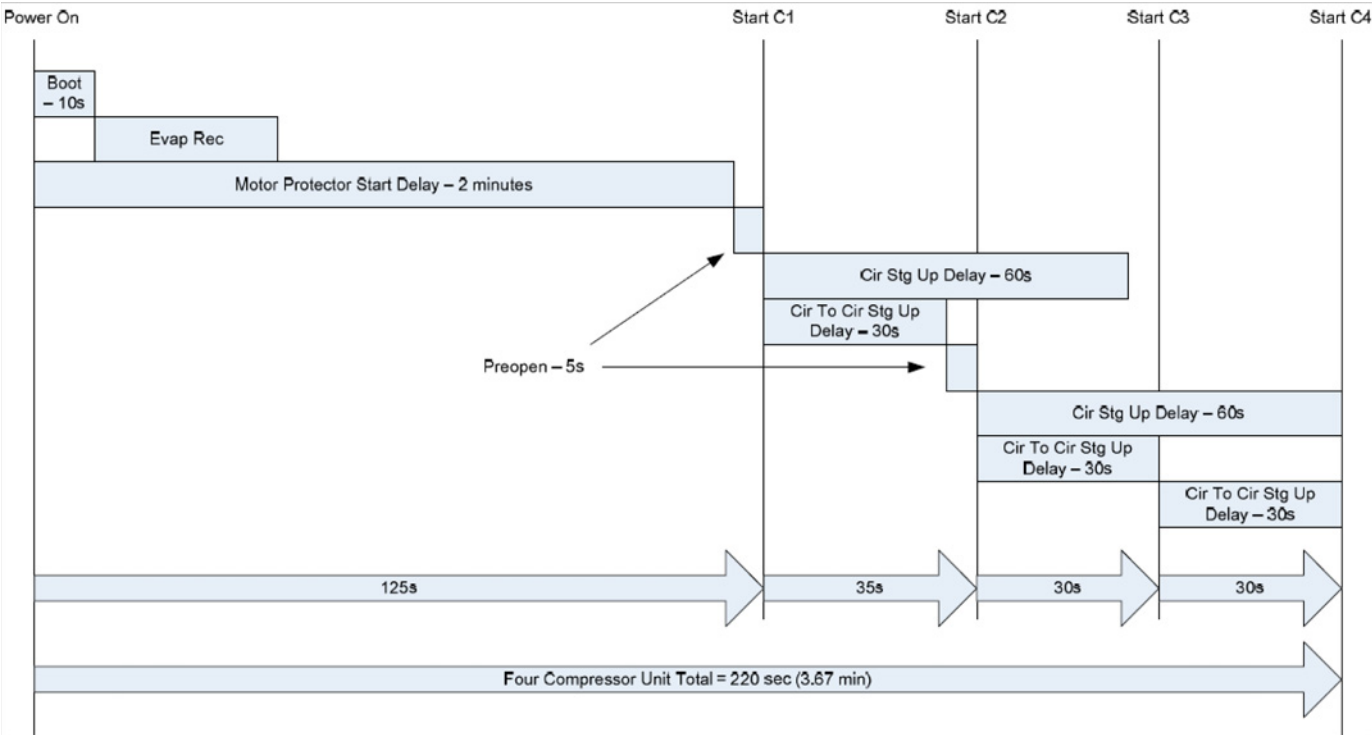 Power On
Start C1
Start C2
Start C3
Start C4
Boot
– 10s
Evap Rec
Motor Protector Start Delay – 2 minutes
Cir Stg Up Delay – 60s
Cir To Cir Stg Up
Delay – 30s
Preopen – 5s
Cir Stg Up Delay – 60s
Cir To Cir Stg Up
Delay – 30s
Cir To Cir Stg Up
Delay – 30s
125s
35s
30s
30s
Four Compressor Unit Total = 220 sec (3.67 min)